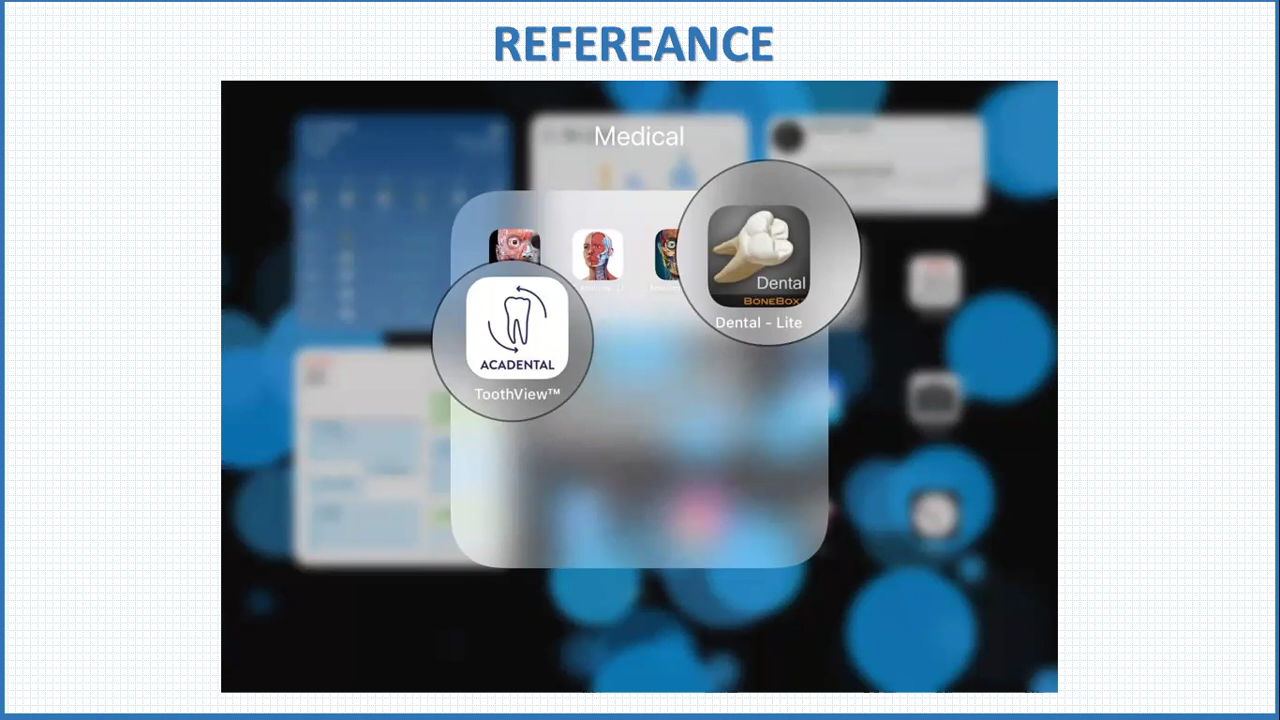 REFEREANCE
Medical
Dental
BONEBOX
Dental - Lite
ACADENTAL
ToothView™